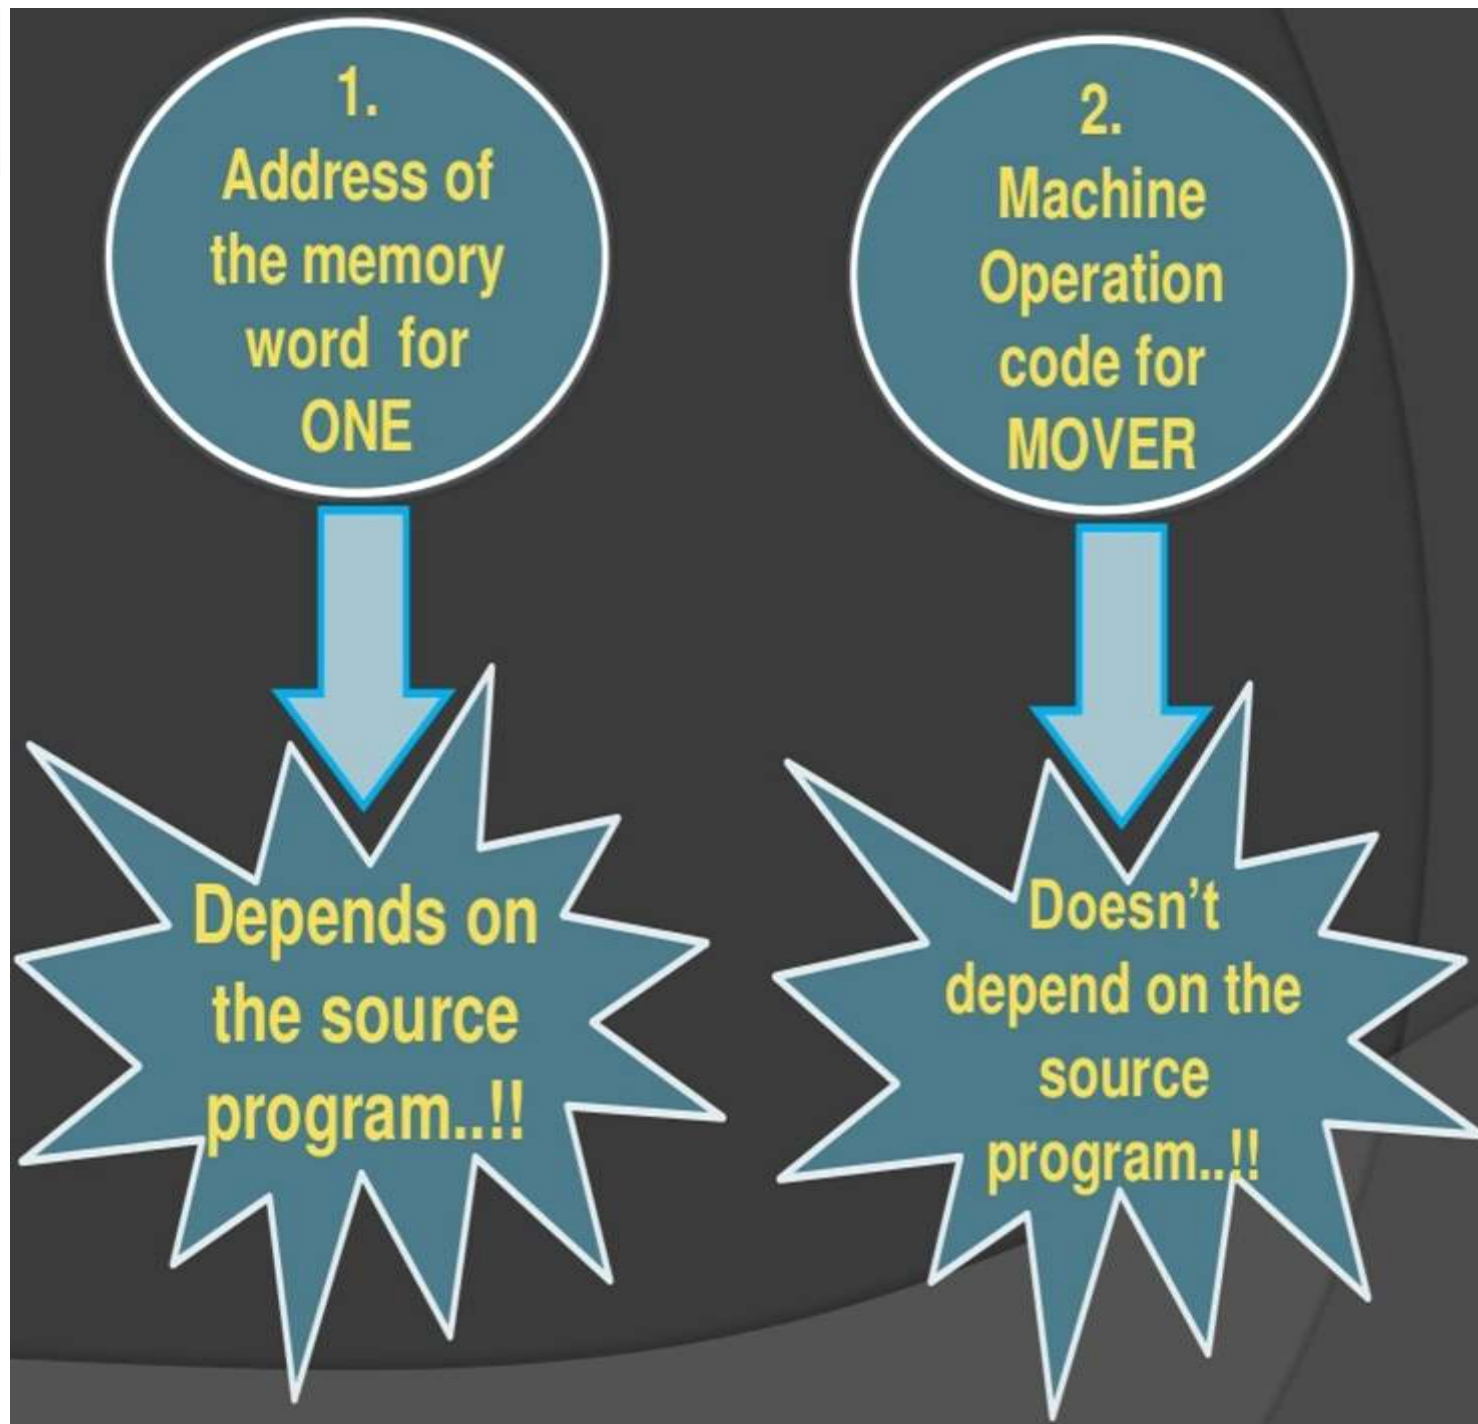 1.
Address of
the memory
word for
ONE
Depends on
the source
program..!!
2.
Machine
Operation
code for
MOVER
Doesn't
depend on the
source
program..!!